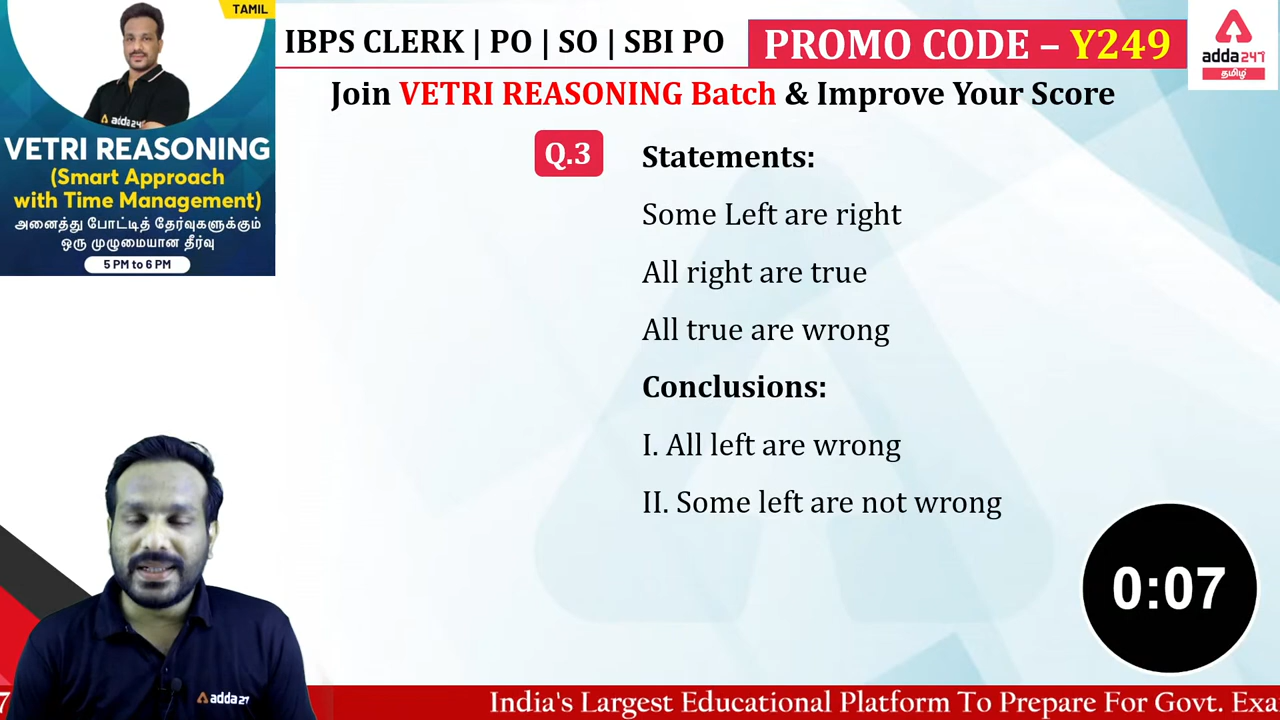 TAMIL
IBPS CLERK | PO | SO | SBI PO
PROMO CODE – Y249
adda247
தமிழ்
Join VETRI REASONING Batch & Improve Your Score
adda247
VETRI REASONING
(Smart Approach
with Time Management)
அனைத்து போட்டித் தேர்வுகளுக்கும்
ஒரு முழுமையான தீர்வு
5 PM to 6 PM
Q.3
Statements:
Some Left are right
All right are true
All true are wrong
Conclusions:
I. All left are wrong
II. Some left are not wrong
0:07
adda247
7
India's Largest Educational Platform To Prepare For Govt. Exa